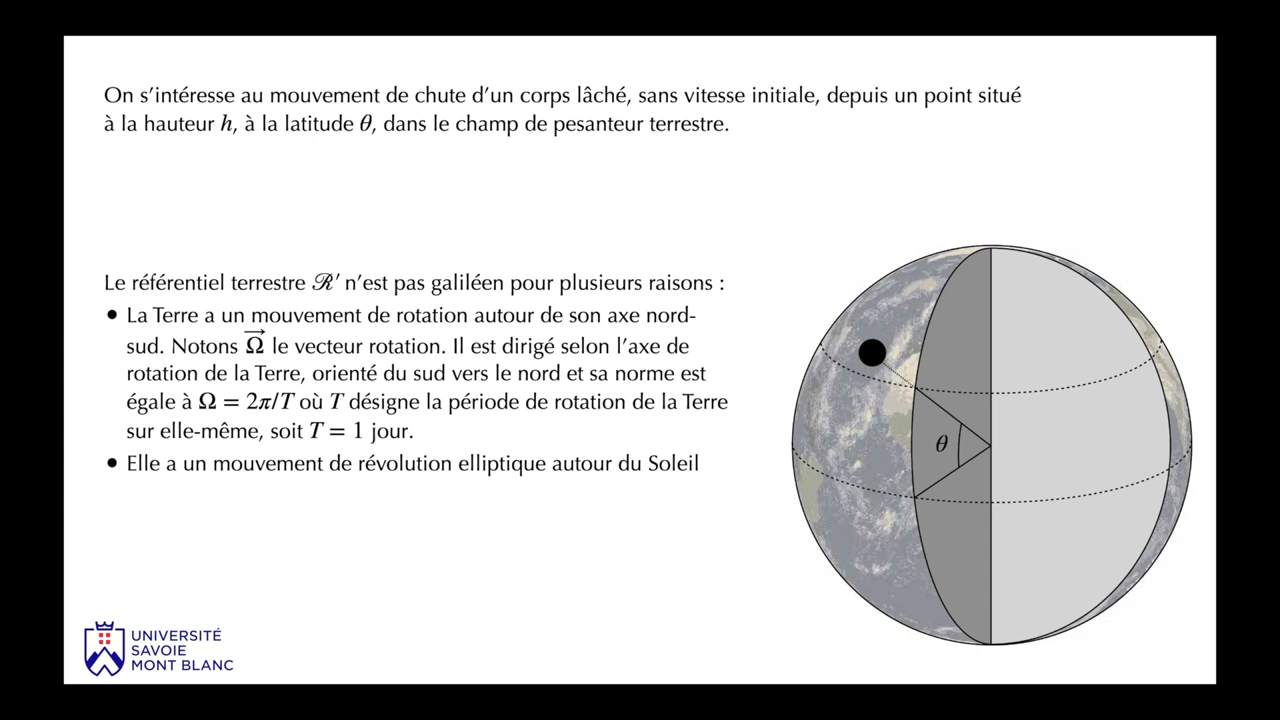 On s'intéresse au mouvement de chute d'un corps lâché, sans vitesse initiale, depuis un point situé
à la hauteur h, à la latitude θ, dans le champ de pesanteur terrestre.
Le référentiel terrestre ℛ′ n'est pas galiléen pour plusieurs raisons :
• La Terre a un mouvement de rotation autour de son axe nord-
sud. Notons Ω⃗ le vecteur rotation. Il est dirigé selon l'axe de
rotation de la Terre, orienté du sud vers le nord et sa norme est
égale à Ω = 2π/T où T désigne la période de rotation de la Terre
sur elle-même, soit T = 1 jour.
• Elle a un mouvement de révolution elliptique autour du Soleil
θ
UNIVERSITÉ
SAVOIE
MONT BLANC